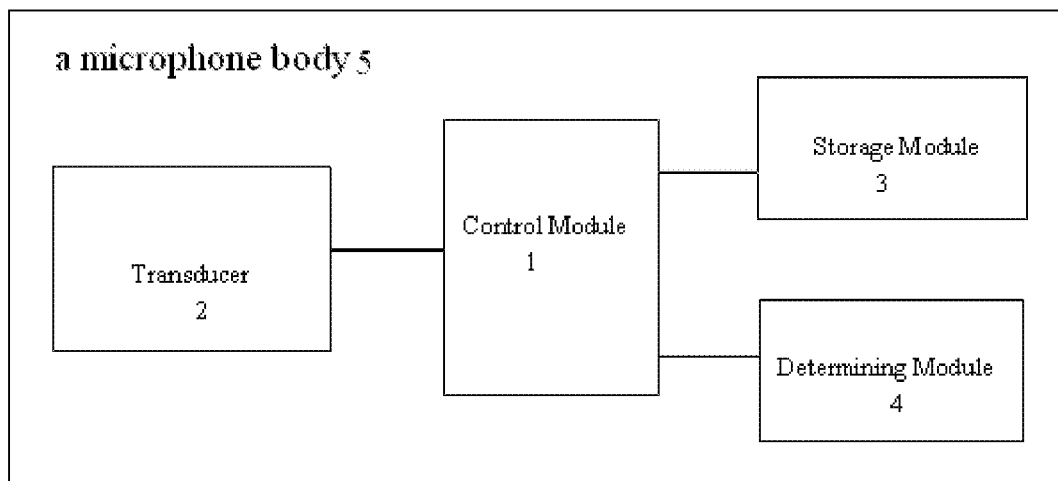 a microphone body 5
Storage Module
3
Control Module
1
Transducer
2
Determining Module
4